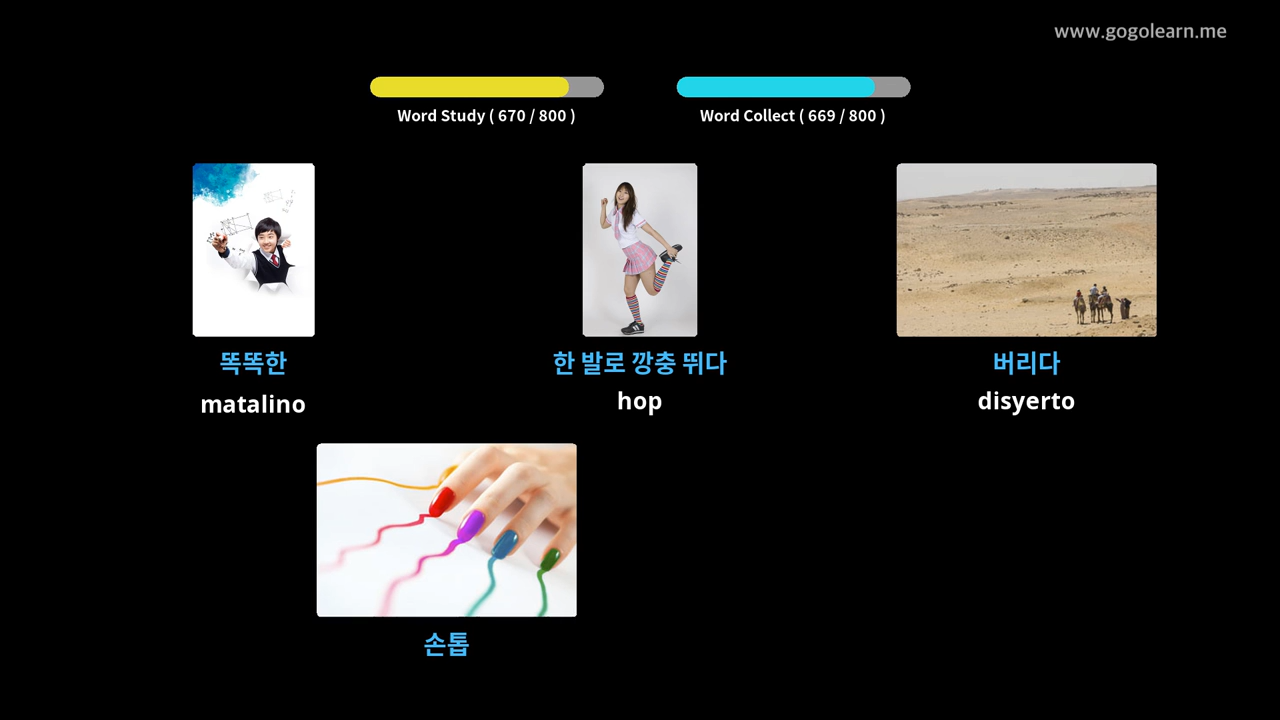 www.gogolearn.me
Word Study ( 670 / 800 )
Word Collect ( 669 / 800 )
똑똑한
matalino
한 발로 깡충 뛰다
hop
버리다
disyerto
손톱